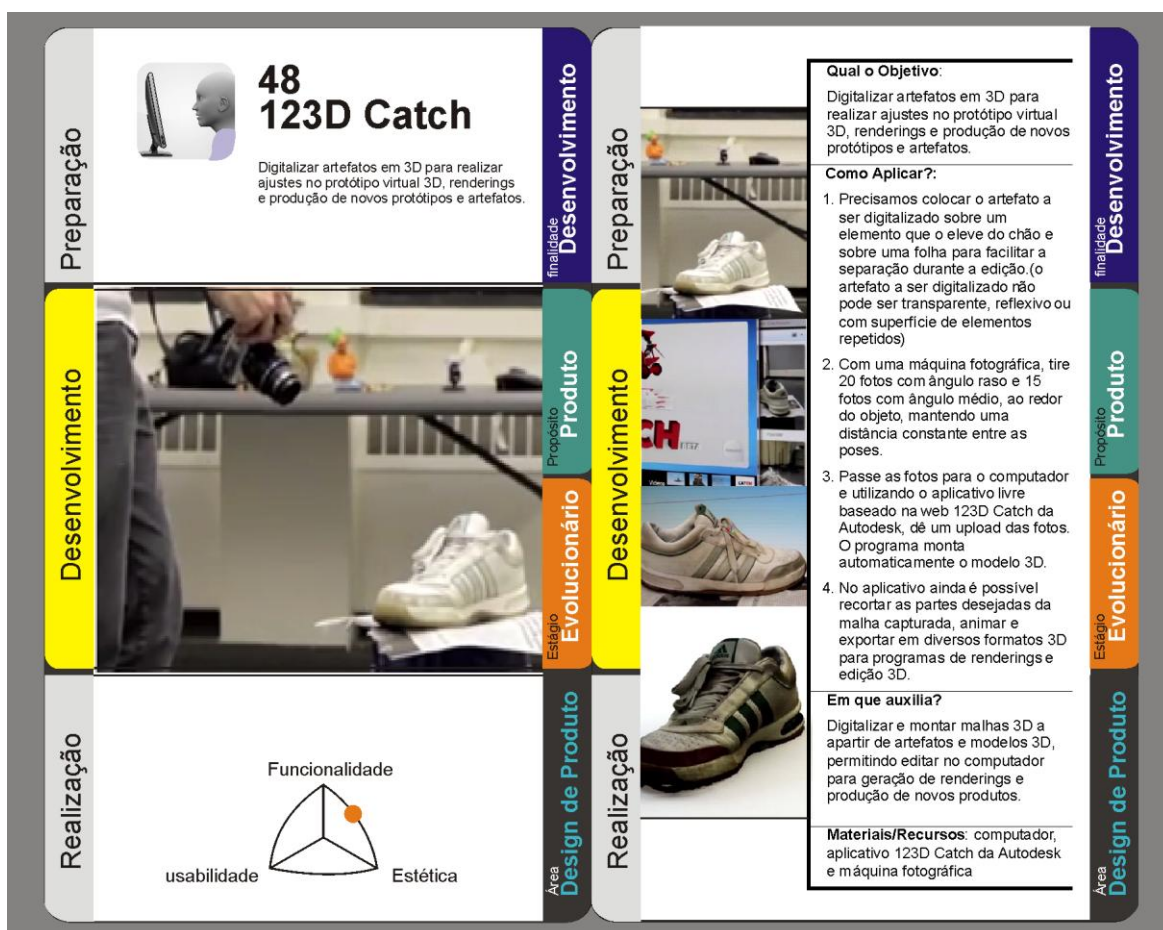 Preparação
Desenvolvimento
Realização
48
123D Catch
Digitalizar artefatos em 3D para realizar
ajustes no protótipo virtual 3D, renderings
e produção de novos protótipos e artefatos.
Funcionalidade
usabilidade
Estética
finalidade
Desenvolvimento
Propósito
Produto
Estágio
Evolucionário
Área
Design de Produto
Preparação
Desenvolvimento
Realização
CH
Qual o Objetivo:
Digitalizar artefatos em 3D para
realizar ajustes no protótipo virtual
3D, renderings e produção de novos
protótipos e artefatos.
Como Aplicar?:
1. Precisamos colocar o artefato a
ser digitalizado sobre um
elemento que o eleve do chão e
sobre uma folha para facilitar a
separação durante a edição.(o
artefato a ser digitalizado não
pode ser transparente, reflexivo ou
com superfície de elementos
repetidos)
2. Com uma máquina fotográfica, tire
20 fotos com ângulo raso e 15
fotos com ângulo médio, ao redor
do objeto, mantendo uma
distância constante entre as
poses.
3. Passe as fotos para o computador
e utilizando o aplicativo livre
baseado na web 123D Catch da
Autodesk, dê um upload das fotos.
O programa monta
automaticamente o modelo 3D.
4. No aplicativo ainda é possível
recortar as partes desejadas da
malha capturada, animar e
exportar em diversos formatos 3D
para programas de renderings e
edição 3D.
Em que auxilia?
Digitalizar e montar malhas 3D a
apartir de artefatos e modelos 3D,
permitindo editar no computador
para geração de renderings e
produção de novos produtos.
Materiais/Recursos: computador,
aplicativo 123D Catch da Autodesk
e máquina fotográfica
finalidade
Desenvolvimento
Propósito
Produto
Estágio
Evolucionário
Área
Design de Produto